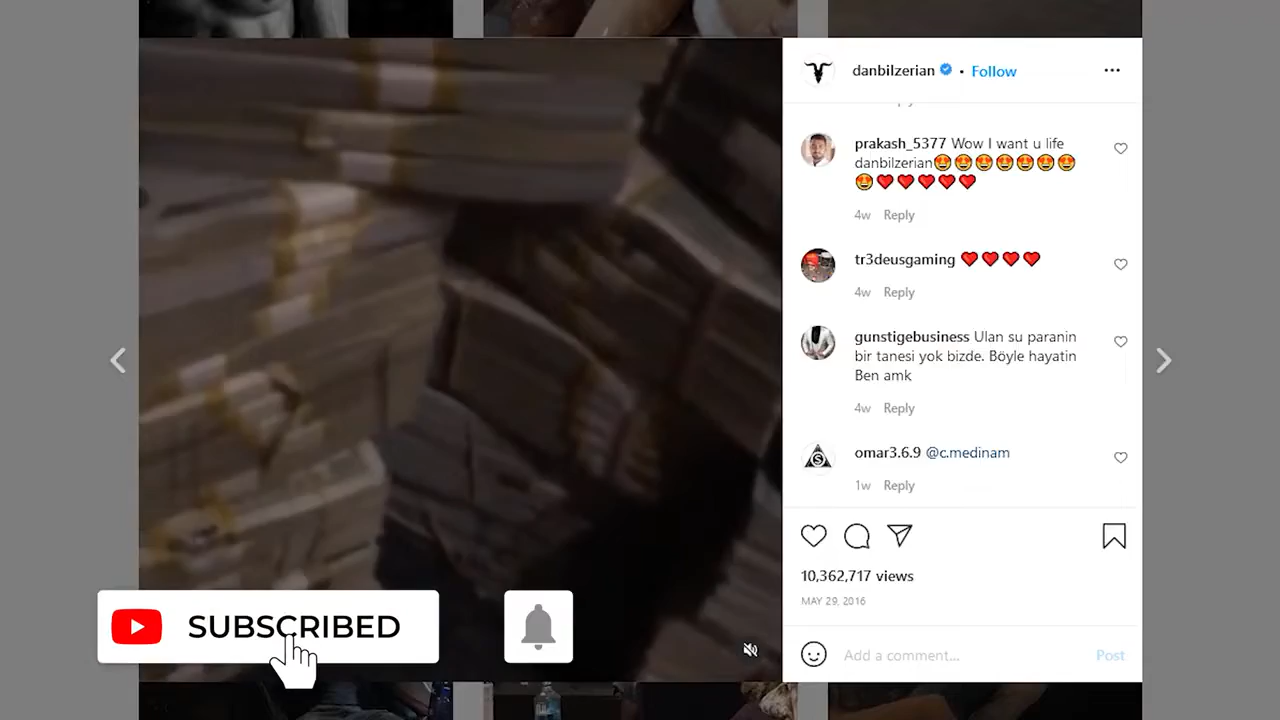 danbilzerian • Follow
prakash_5377 Wow I want u life
danbilzerian🤩🤩🤩🤩🤩🤩🤩
🤩❤️❤️❤️❤️❤️
4w Reply
tr3deusgaming ❤️❤️❤️❤️
4w Reply
gunstigebusiness Ulan su paranin
bir tanesi yok bizde. Böyle hayatin
Ben amk
4w Reply
omar3.6.9 @c.medinam
1w Reply
10,362,717 views
MAY 29, 2016
Add a comment... Post
SUBSCRIBED